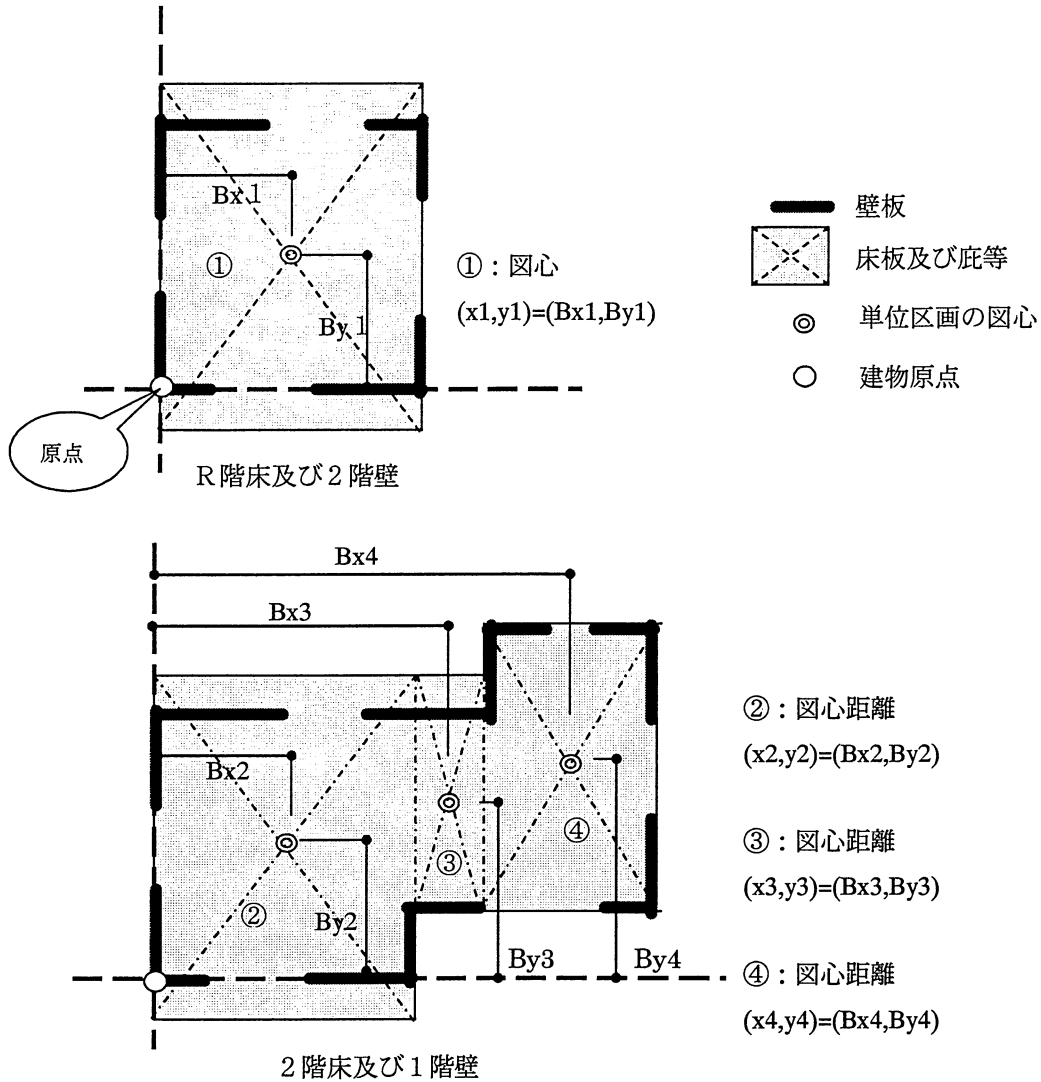 Bx１
①
By１
①：図心
(x1,y1)=(Bx1,By1)
壁板
床板及び庇等
単位区画の図心
建物原点
原点
Ｒ階床及び２階壁
Bx4
Bx3
Bx2
②
By2
③
④
By3
By4
②：図心距離
(x2,y2)=(Bx2,By2)
③：図心距離
(x3,y3)=(Bx3,By3)
④：図心距離
(x4,y4)=(Bx4,By4)
２階床及び１階壁